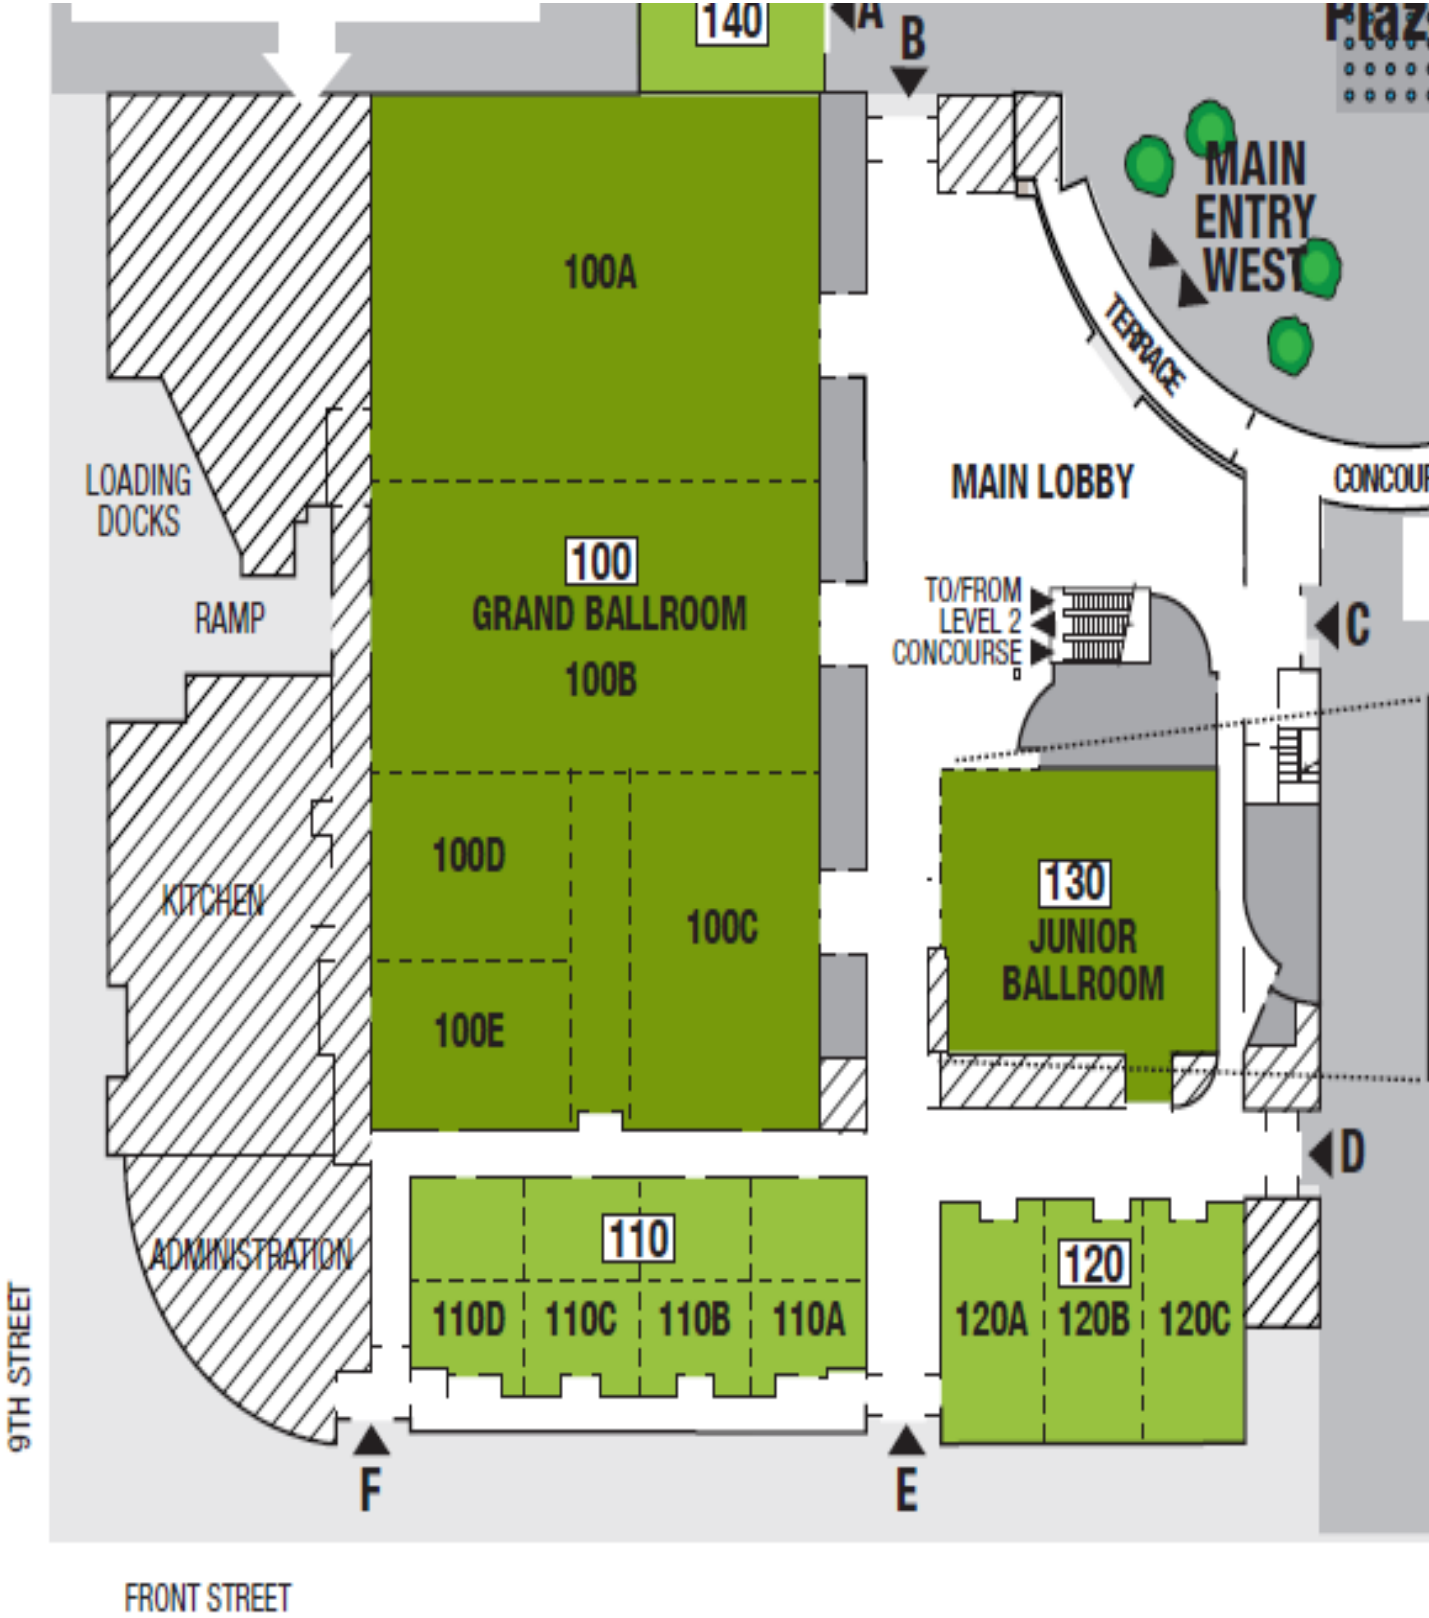 140
A
B
Plaz
MAIN
ENTRY
WEST
100A
TERRACE
LOADING
DOCKS
MAIN LOBBY
CONCOUR
100
GRAND BALLROOM
100B
RAMP
TO/FROM
LEVEL 2
CONCOURSE
C
100D
130
JUNIOR
BALLROOM
KITCHEN
100C
100E
D
110
ADMINISTRATION
120
110D
110C
110B
110A
120A
120B
120C
9TH STREET
F
E
FRONT STREET